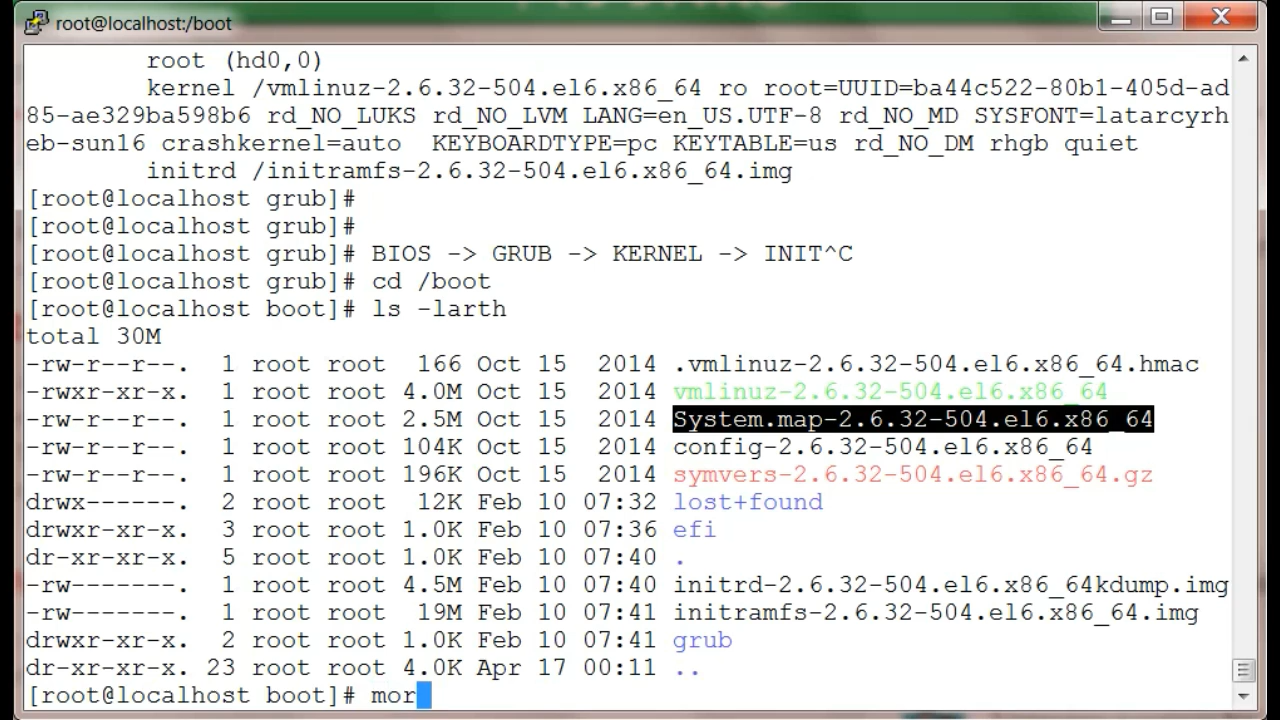 root@localhost:/boot
        root (hd0,0)
        kernel /vmlinuz-2.6.32-504.el6.x86_64 ro root=UUID=ba44c522-80b1-405d-ad
85-ae329ba598b6 rd_NO_LUKS rd_NO_LVM LANG=en_US.UTF-8 rd_NO_MD SYSFONT=latarcyrh
eb-sun16 crashkernel=auto  KEYBOARDTYPE=pc KEYTABLE=us rd_NO_DM rhgb quiet
        initrd /initramfs-2.6.32-504.el6.x86_64.img
[root@localhost grub]#
[root@localhost grub]#
[root@localhost grub]# BIOS -> GRUB -> KERNEL -> INIT^C
[root@localhost grub]# cd /boot
[root@localhost boot]# ls -larth
total 30M
-rw-r--r--.  1 root root  166 Oct 15  2014 .vmlinuz-2.6.32-504.el6.x86_64.hmac
-rwxr-xr-x.  1 root root 4.0M Oct 15  2014 vmlinuz-2.6.32-504.el6.x86_64
-rw-r--r--.  1 root root 2.5M Oct 15  2014 System.map-2.6.32-504.el6.x86_64
-rw-r--r--.  1 root root 104K Oct 15  2014 config-2.6.32-504.el6.x86_64
-rw-r--r--.  1 root root 196K Oct 15  2014 symvers-2.6.32-504.el6.x86_64.gz
drwx------.  2 root root  12K Feb 10 07:32 lost+found
drwxr-xr-x.  3 root root 1.0K Feb 10 07:36 efi
dr-xr-xr-x.  5 root root 1.0K Feb 10 07:40 .
-rw-------.  1 root root 4.5M Feb 10 07:40 initrd-2.6.32-504.el6.x86_64kdump.img
-rw-------.  1 root root  19M Feb 10 07:41 initramfs-2.6.32-504.el6.x86_64.img
drwxr-xr-x.  2 root root 1.0K Feb 10 07:41 grub
dr-xr-xr-x. 23 root root 4.0K Apr 17 00:11 ..
[root@localhost boot]# mor